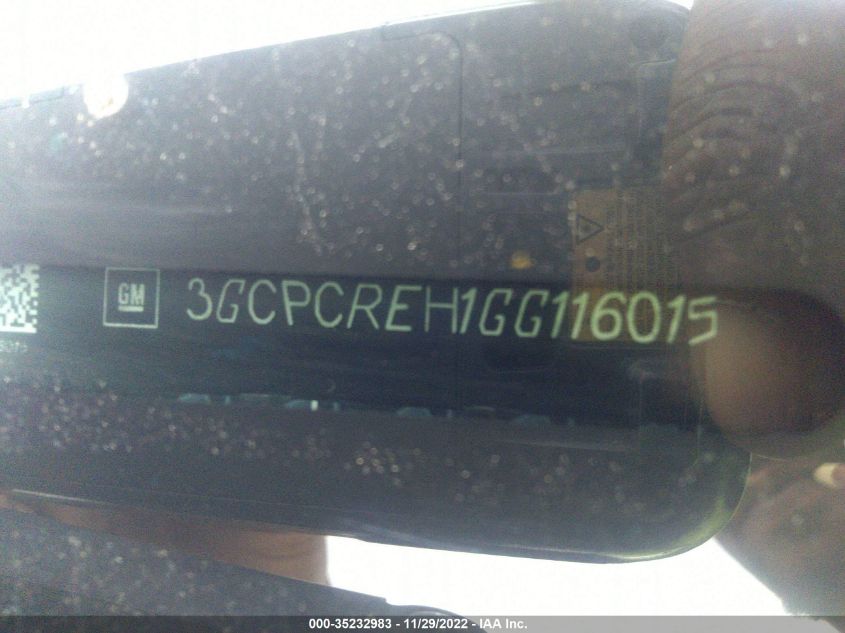 GM 3GCPCREH1GG116015
000-35232983 - 11/29/2022 - IAA Inc.